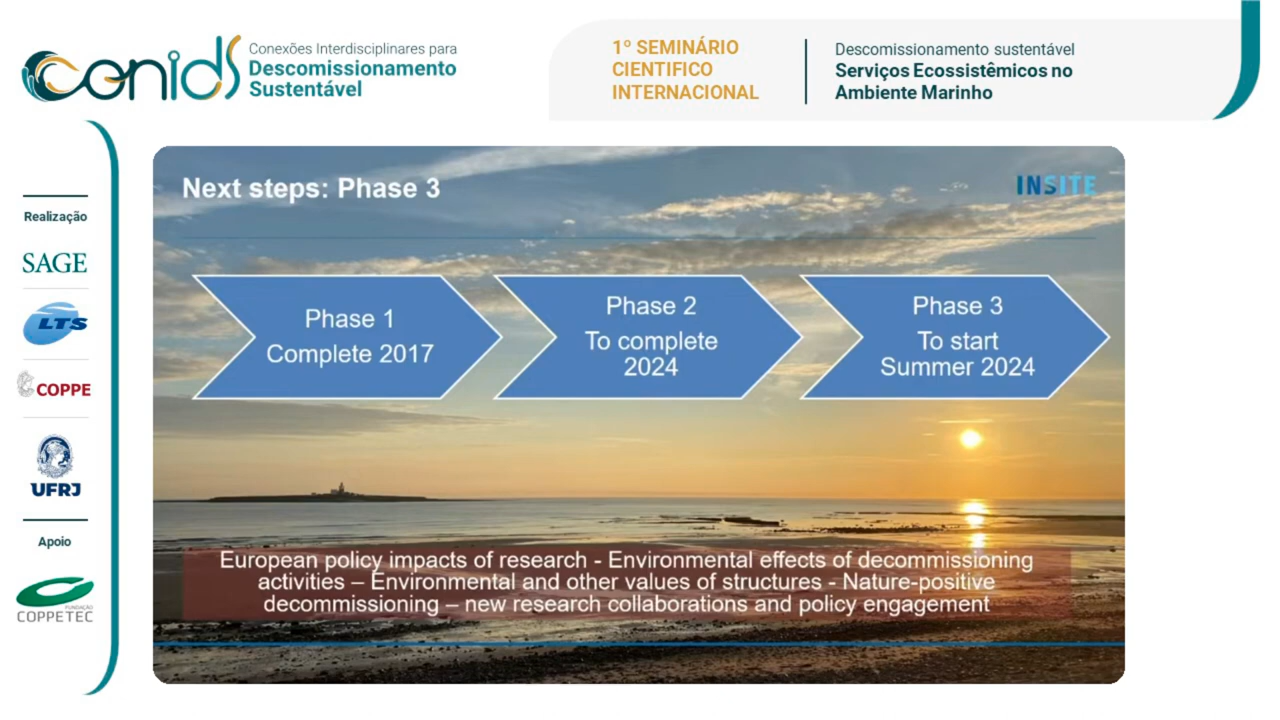 conids
Conexões Interdisciplinares para
Descomissionamento
Sustentável
1º SEMINÁRIO
CIENTIFICO
INTERNACIONAL
Descomissionamento sustentável
Serviços Ecossistêmicos no
Ambiente Marinho
Realização
SAGE
LTS
COPPE
UFRJ
Apoio
FUNDAÇÃO
COPPETEC
Next steps: Phase 3
INSITE
Phase 1
Complete 2017
Phase 2
To complete
2024
Phase 3
To start
Summer 2024
European policy impacts of research - Environmental effects of decommissioning
activities – Environmental and other values of structures - Nature-positive
decommissioning – new research collaborations and policy engagement